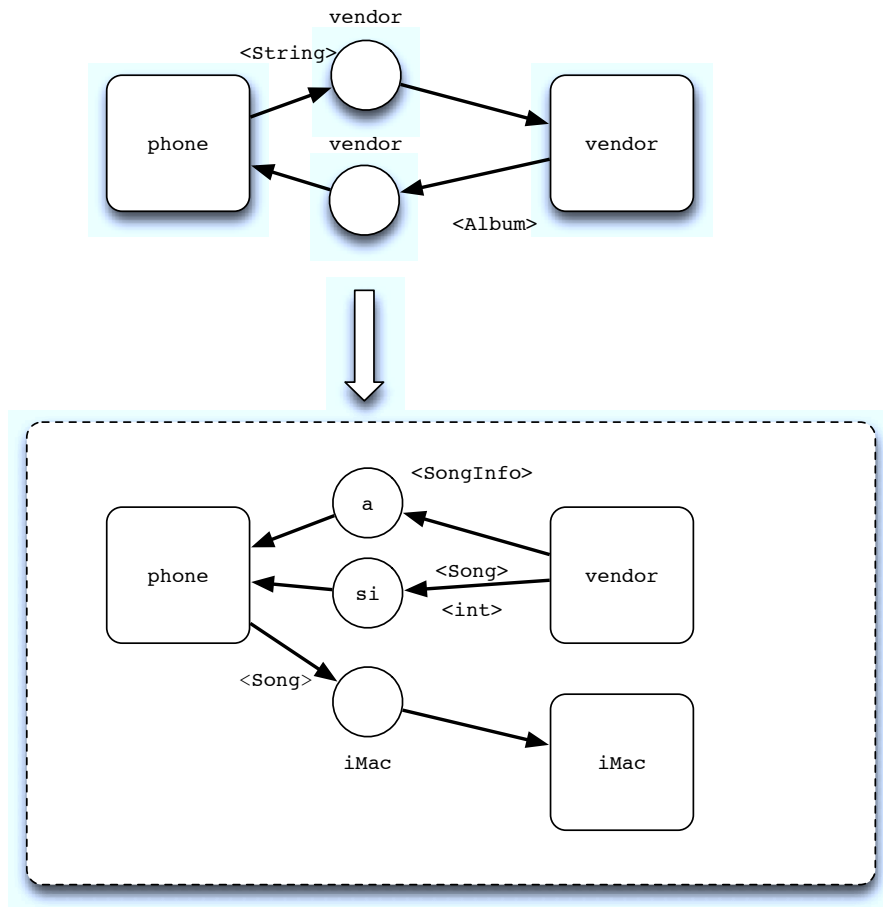 vendor
<String>
phone
vendor
vendor
<Album>
<SongInfo>
a
phone
<Song>
vendor
si
<int>
<Song>
iMac
iMac